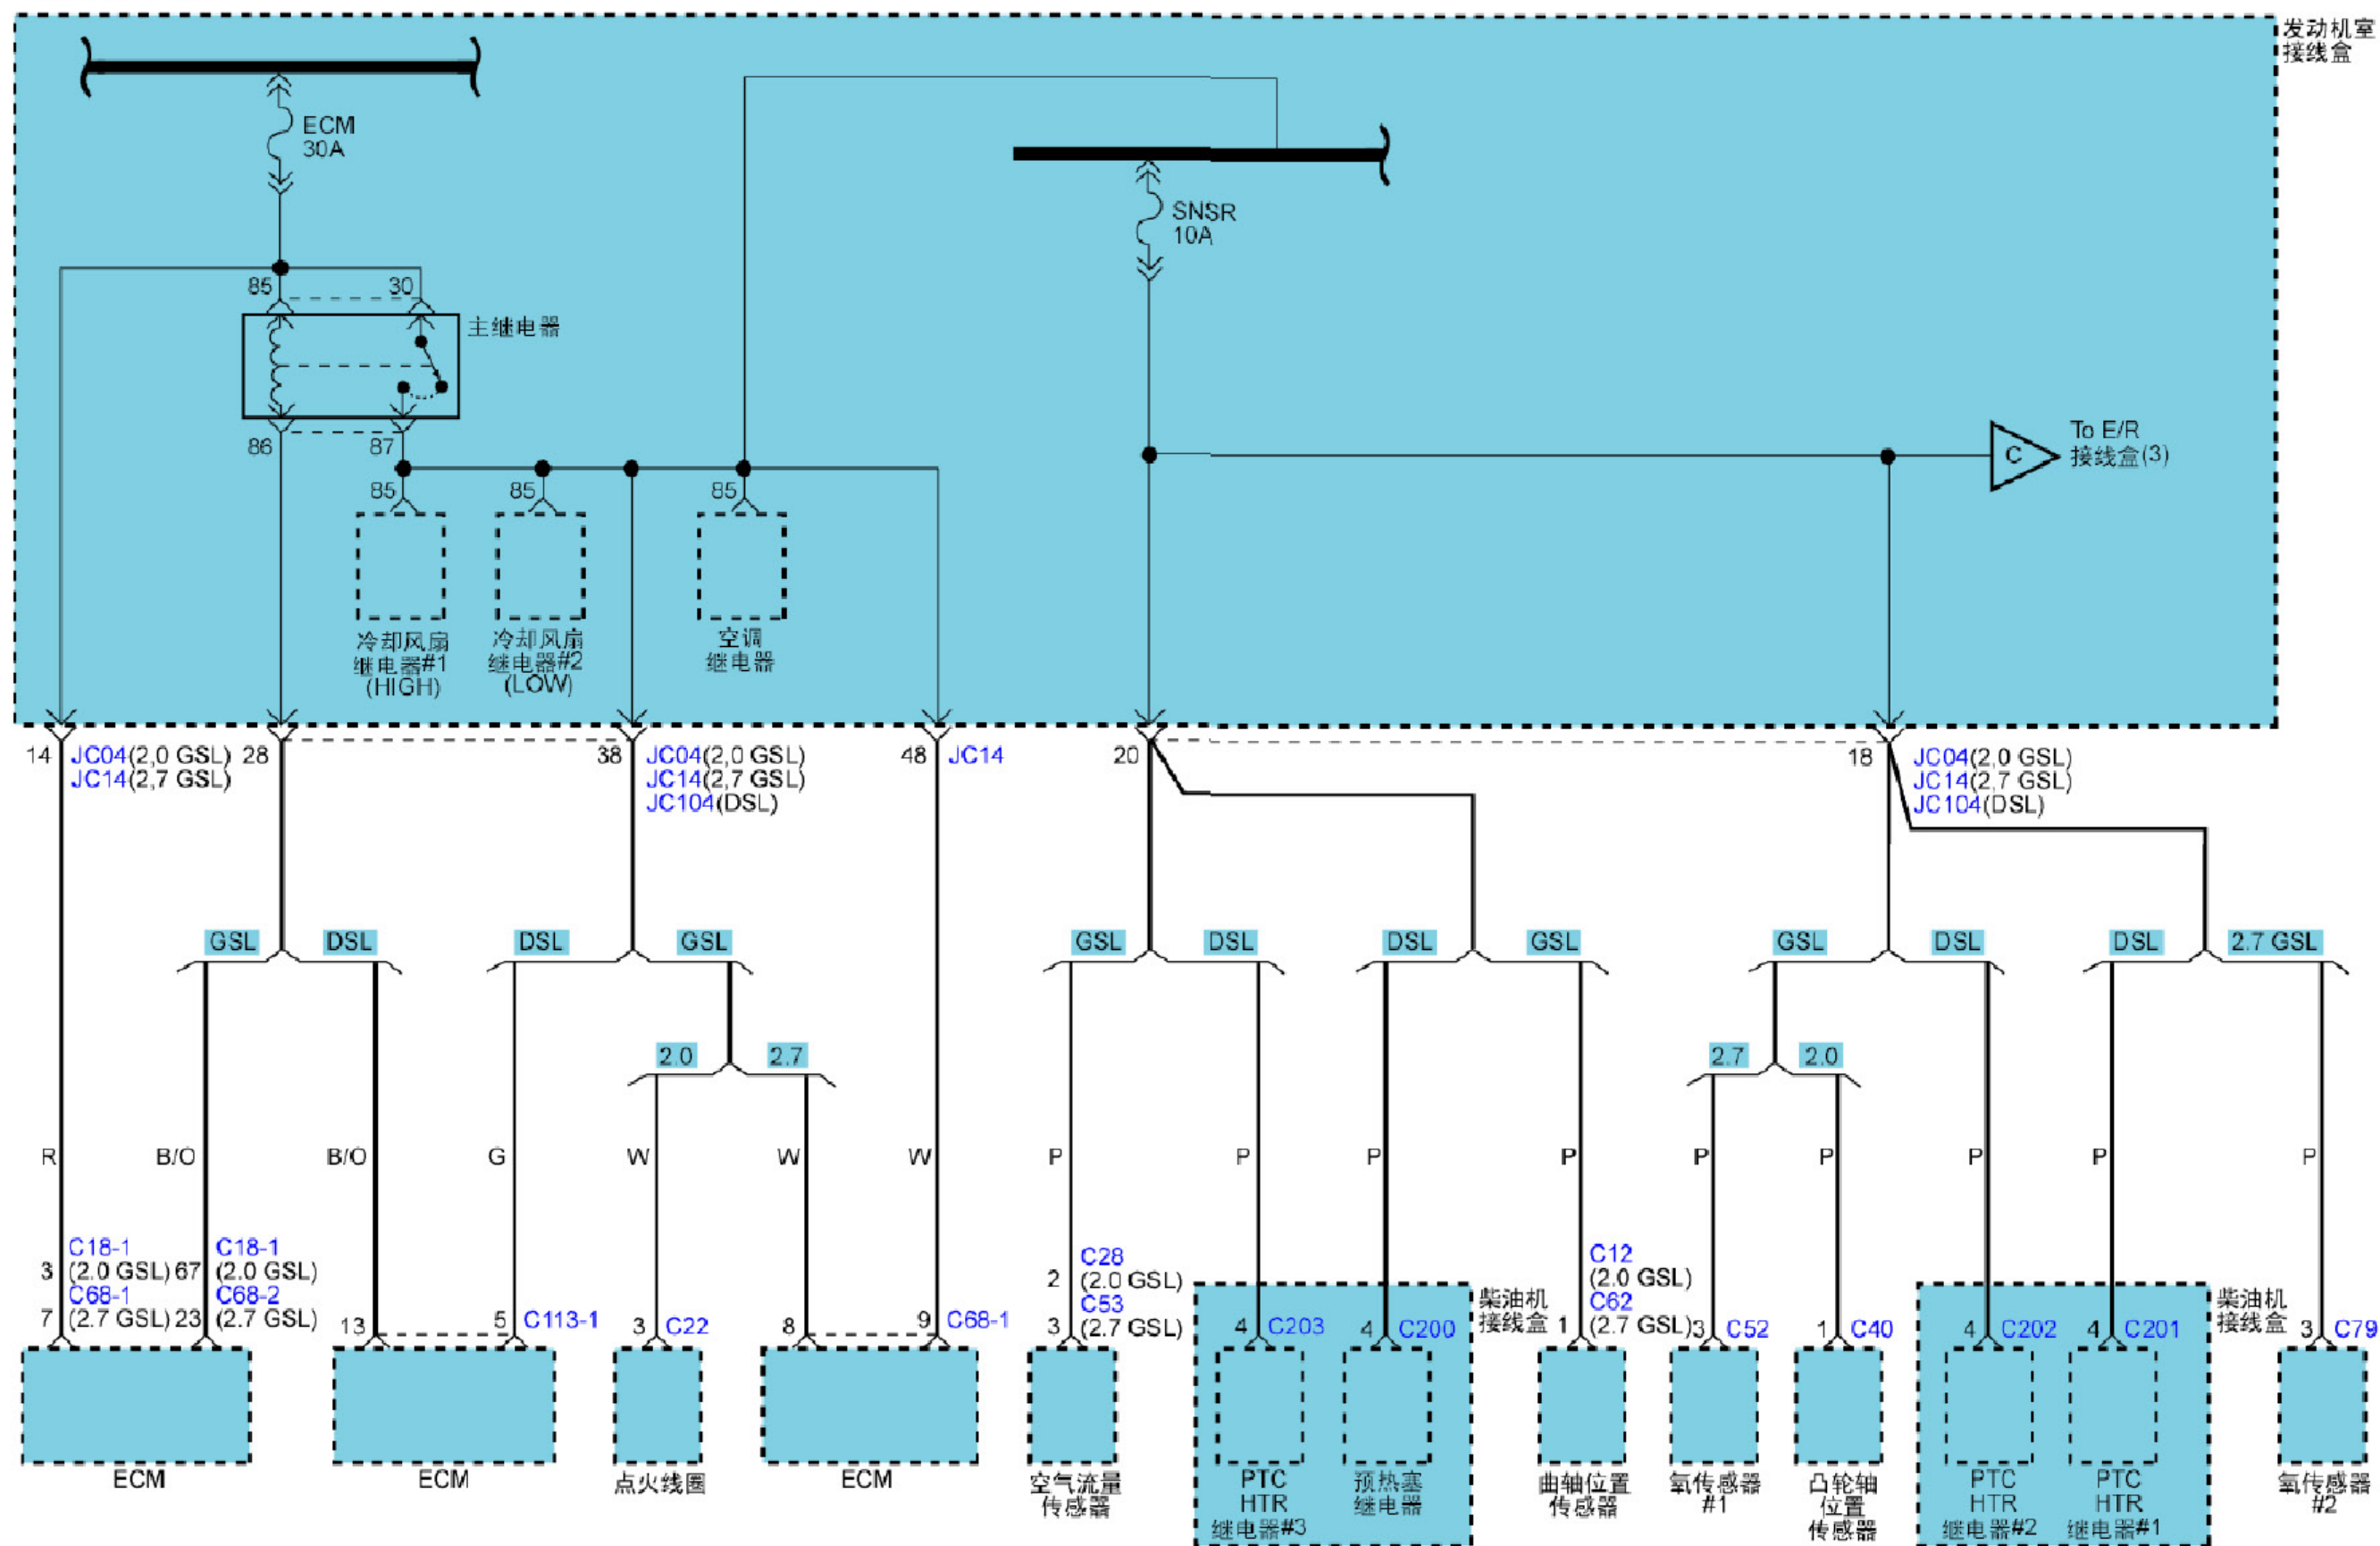 发动机室
接线盒
ECM
30A
SNSR
10A
85
30
主继电器
86
87
To E/R
接线盒(3)
C
85
85
85
冷却风扇
继电器#1
(HIGH)
冷却风扇
继电器#2
(LOW)
空调
继电器
14
JC04(2,0 GSL)
JC14(2,7 GSL)
28
38
JC04(2,0 GSL)
JC14(2,7 GSL)
JC104(DSL)
48
JC14
20
18
JC04(2,0 GSL)
JC14(2,7 GSL)
JC104(DSL)
GSL
DSL
DSL
GSL
GSL
DSL
DSL
GSL
GSL
DSL
DSL
2.7 GSL
2.0
2.7
2.7
2.0
R
B/O
B/O
G
W
W
W
P
P
P
P
P
P
P
P
P
C18-1
3 (2.0 GSL)
C68-1
7 (2.7 GSL)
C18-1
67 (2.0 GSL)
C68-2
23 (2.7 GSL)
13
5 C113-1
3 C22
8
9 C68-1
C28
2 (2.0 GSL)
C53
3 (2.7 GSL)
4 C203
4 C200
柴油机
接线盒
C12
(2.0 GSL)
C62
1 (2.7 GSL)
3 C52
1 C40
4 C202
4 C201
柴油机
接线盒
3 C79
ECM
ECM
点火线圈
ECM
空气流量
传感器
PTC
HTR
继电器#3
预热塞
继电器
曲轴位置
传感器
氧传感器
#1
凸轮轴
位置
传感器
PTC
HTR
继电器#2
PTC
HTR
继电器#1
氧传感器
#2